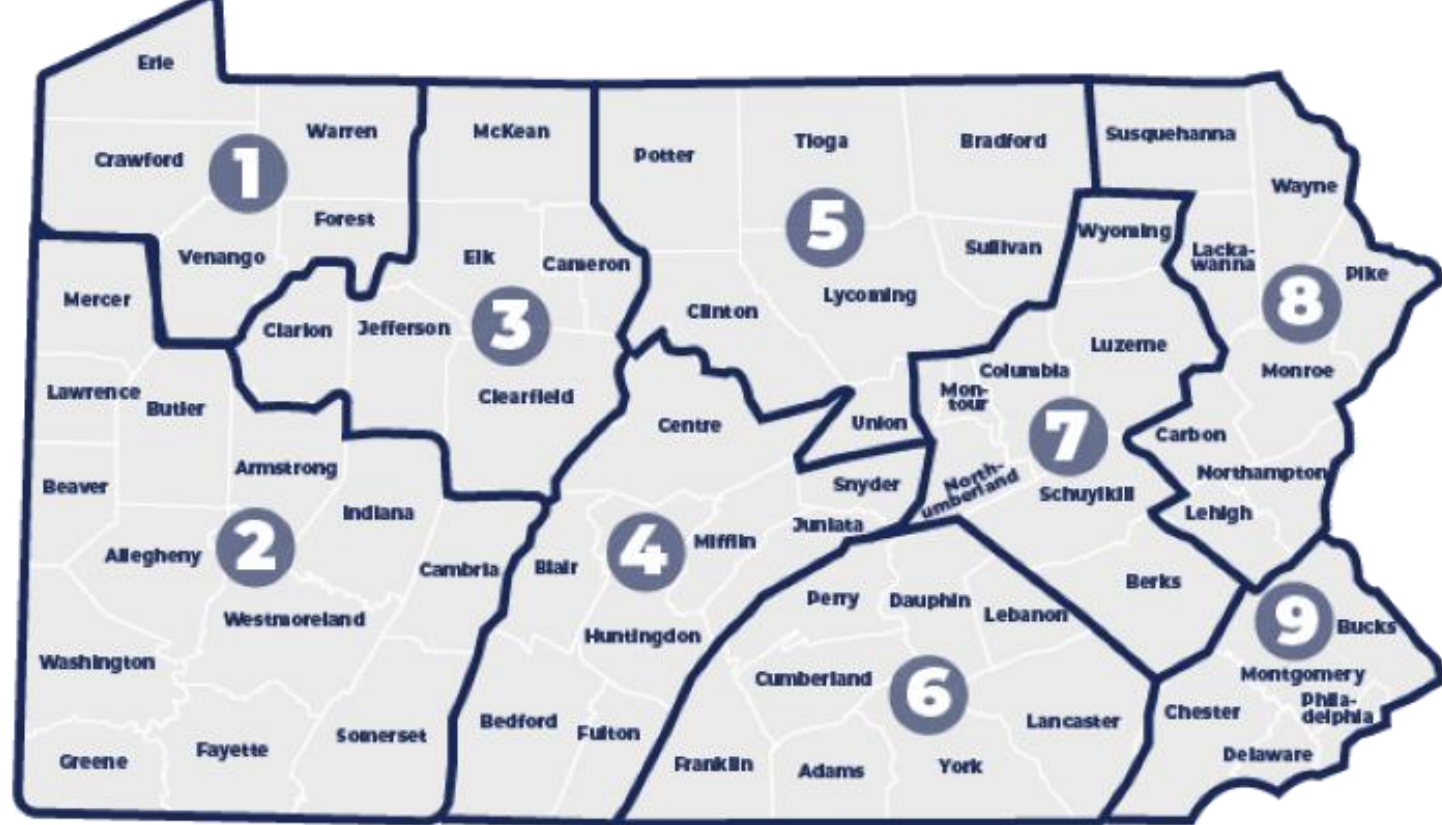 Erie
Warren
Crawford
1
Forest
Venango
McKean
Elk
Cameron
Clarion
Jefferson
3
Clearfield
Potter
Tioga
Bradford
5
Sullivan
Lycoming
Clinton
Union
Susquehanna
Wayne
Lacka-
wanna
Pike
8
Monroe
Carbon
Northampton
Lehigh
Wyoming
Luzerne
Columbia
Mon-
tour
7
North-
umberland
Schuylkill
Berks
Mercer
Lawrence
Butler
Armstrong
Beaver
Indiana
Allegheny
2
Cambria
Westmoreland
Washington
Somerset
Fayette
Greene
Centre
Snyder
Juniata
Mifflin
4
Blair
Huntingdon
Bedford
Fulton
Perry
Dauphin
Lebanon
Cumberland
6
Lancaster
Franklin
Adams
York
9
Bucks
Montgomery
Phila-
delphia
Chester
Delaware